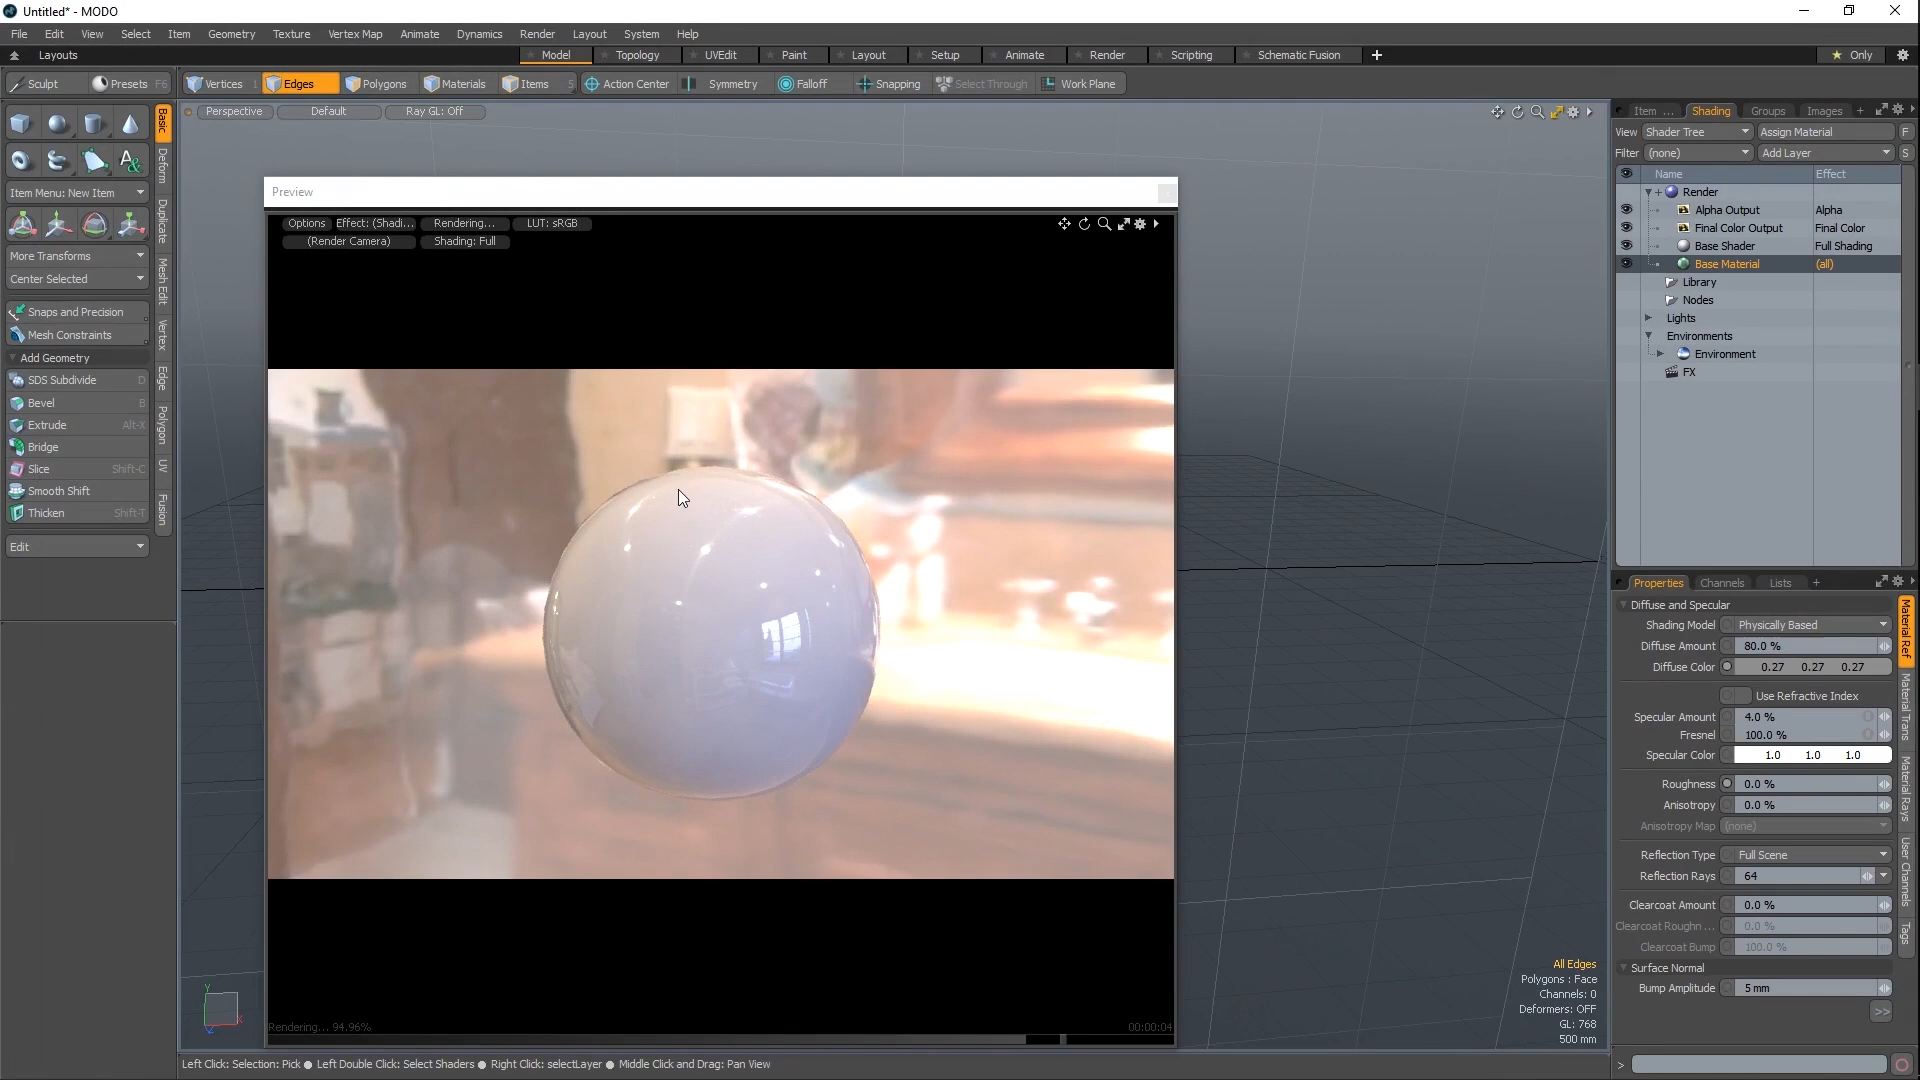 Untitled* - MODO
File Edit View Select Item Geometry Texture Vertex Map Animate Dynamics Render Layout System Help
Layouts Model Topology UVEdit Paint Layout Setup Animate Render Scripting Schematic Fusion + Only
Sculpt Presets F6 Vertices 1 Edges Polygons Materials Items 5 Action Center Symmetry Falloff Snapping Select Through Work Plane
Perspective Default Ray GL: Off
Basic
Deform
Duplicate
Mesh Edit
Vertex
Edge
Polygon
UV
Fusion
Item Menu: New Item
More Transforms
Center Selected
Snaps and Precision
Mesh Constraints
Add Geometry
SDS Subdivide D
Bevel B
Extrude Alt-X
Bridge
Slice Shift-C
Smooth Shift
Thicken Shift-T
Edit
Preview
Options Effect: (Shadi... Rendering... LUT: sRGB
(Render Camera) Shading: Full
Rendering... 94.96% 00:00:04
Y
X
Z
All Edges
Polygons : Face
Channels: 0
Deformers: OFF
GL: 768
500 mm
Left Click: Selection: Pick ● Left Double Click: Select Shaders ● Right Click: selectLayer ● Middle Click and Drag: Pan View
Item ... Shading Groups Images +
View Shader Tree Assign Material F
Filter (none) Add Layer S
Name Effect
Render
Alpha Output Alpha
Final Color Output Final Color
Base Shader Full Shading
Base Material (all)
Library
Nodes
Lights
Environments
Environment
FX
Properties Channels Lists +
Diffuse and Specular
Shading Model Physically Based
Diffuse Amount 80.0 %
Diffuse Color 0.27 0.27 0.27
Use Refractive Index
Specular Amount 4.0 %
Fresnel 100.0 %
Specular Color 1.0 1.0 1.0
Roughness 0.0 %
Anisotropy 0.0 %
Anisotropy Map (none)
Reflection Type Full Scene
Reflection Rays 64
Clearcoat Amount 0.0 %
Clearcoat Roughn ... 0.0 %
Clearcoat Bump 100.0 %
Surface Normal
Bump Amplitude 5 mm
>>
>
Material Ref
Material Trans
Material Rays
User Channels
Tags